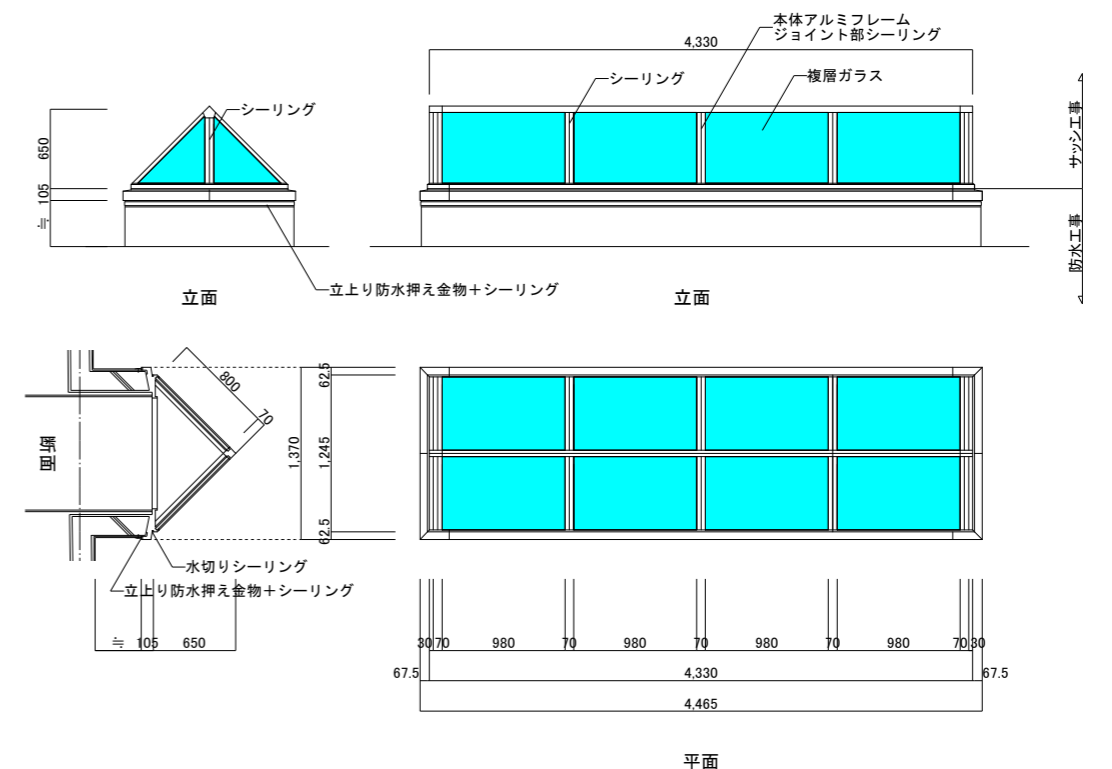 本体アルミフレーム
ジョイント部シーリング
4,330
シーリング
複層ガラス
シーリング
650
105
≒
サッシ工事
防水工事
立上り防水押え金物＋シーリング
立面
立面
800
70
62.5
1,370
1,245
62.5
断面
水切りシーリング
立上り防水押え金物＋シーリング
≒ 105 650
30 70 980 70 980 70 980 70 980 70 30
67.5 4,330 67.5
4,465
平面